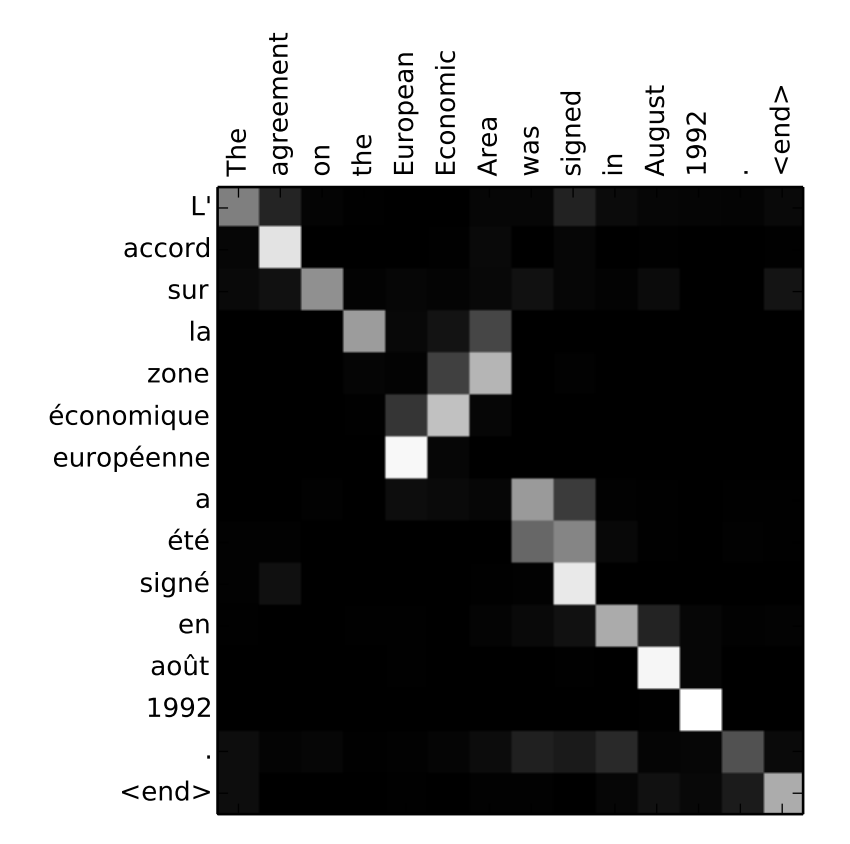 The
agreement
on
the
European
Economic
Area
was
signed
in
August
1992
.
<end>
L'
accord
sur
la
zone
économique
européenne
a
été
signé
en
août
1992
.
<end>